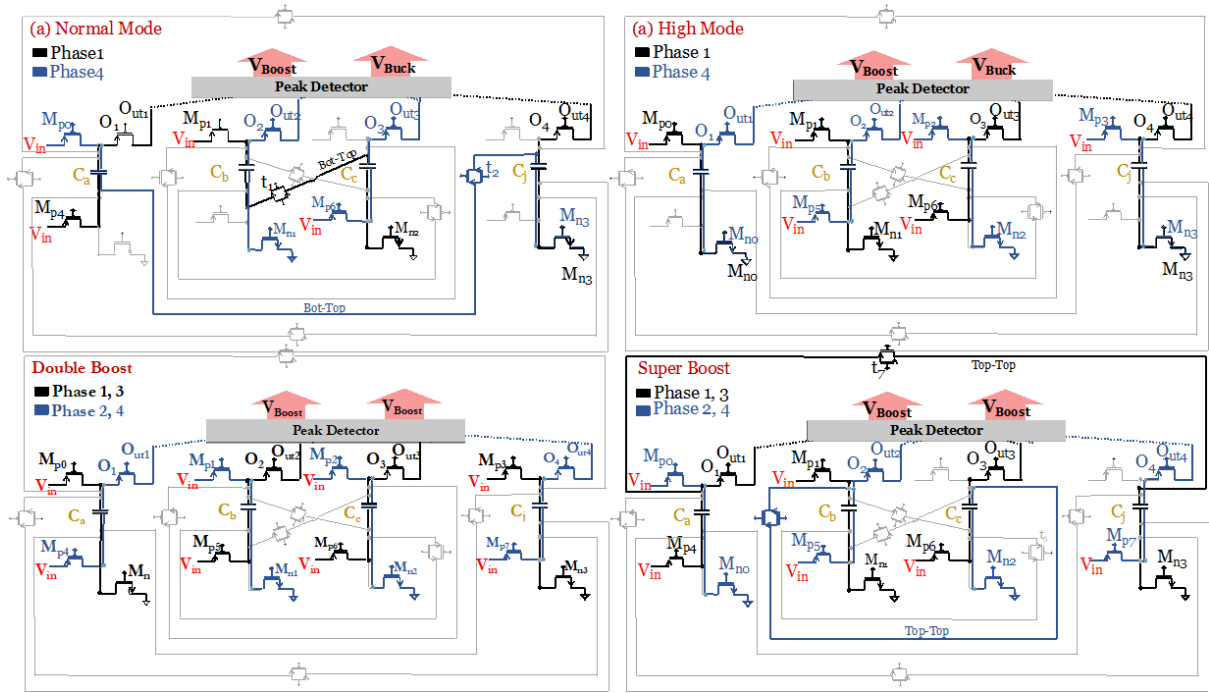 (a) Normal Mode
Phase1
Phase4
VBoost
VBuck
Peak Detector
Mp0
O1
Out1
Mp1
O2
Out2
O3
Out3
O4
Out4
Vin
Vin
Ca
Cb
Cc
Cj
t1
Bot-Top
t2
Mp4
Vin
Mp6
Vin
Mn1
Mn2
Mn3
Mn3
Bot-Top
(a) High Mode
Phase 1
Phase 4
VBoost
VBuck
Peak Detector
Mp0
O1
Out1
Mp1
O2
Out2
Mp2
O3
Out3
Mp3
O4
Out4
Vin
Vin
Vin
Vin
Ca
Cb
Cc
Cj
Mp5
Vin
Mp6
Vin
Mn0
Mn0
Mn1
Mn2
Mn3
Mn3
Double Boost
Phase 1, 3
Phase 2, 4
VBoost
VBoost
Peak Detector
Mp0
O1
Out1
Mp1
O2
Out2
Mp2
O3
Out3
Mp3
O4
Out4
Vin
Vin
Vin
Vin
Ca
Cb
Cc
Cj
Mp4
Vin
Mp5
Vin
Mp6
Vin
Mp7
Vin
Mn
Mn1
Mn2
Mn3
Super Boost
Phase 1, 3
Phase 2, 4
t7
Top-Top
VBoost
VBoost
Peak Detector
Mp0
O1
Out1
Mp1
O2
Out2
O3
Out3
O4
Out4
Vin
Vin
Ca
Cb
Cc
Cj
Mp4
Vin
Mp5
Vin
Mp6
Vin
Mp7
Vin
Mn0
Mn1
Mn2
Mn3
Top-Top